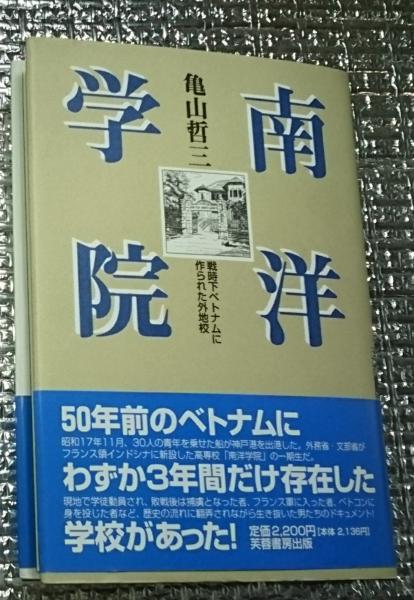 南洋
学院
亀山哲三
戦時下ベトナムに
作られた外地校
50年前のベトナムに
昭和17年11月、30人の青年を乗せた船が神戸港を出港した。外務省・文部省が
フランス領インドシナに新設した高専校「南洋学院」の一期生だ。
わずか3年間だけ存在した
現地で学徒動員され、敗戦後は捕虜となった者、フランス軍に入った者、ベトコンに
身を投じた者など、歴史の流れに翻弄されながら生き抜いた男たちのドキュメント!
学校があった!
定価2,200円[本体 2,136円]
芙蓉書房出版